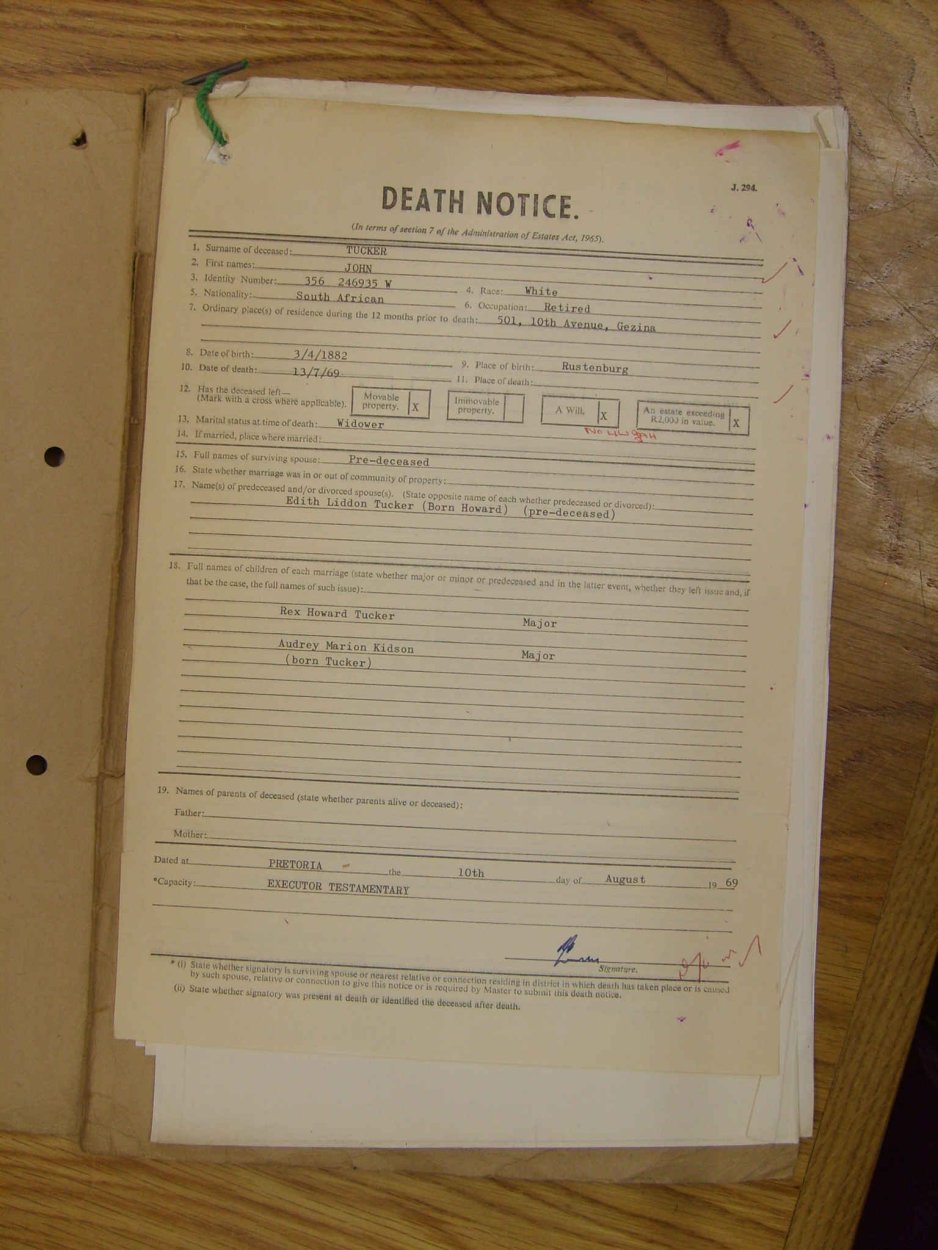 J. 294.
DEATH NOTICE.
(In terms of section 7 of the Administration of Estates Act, 1965).
1. Surname of deceased: TUCKER
2. First names: JOHN
3. Identity Number: 356 246935 W 4. Race: White
5. Nationality: South African 6. Occupation: Retired
7. Ordinary place(s) of residence during the 12 months prior to death: 501, 10th Avenue, Gezina
8. Date of birth: 3/4/1882 9. Place of birth: Rustenburg
10. Date of death: 13/7/69 11. Place of death:
12. Has the deceased left—
(Mark with a cross where applicable). Movable property. X Immovable property. A Will. X An estate exceeding R2,000 in value. X
13. Marital status at time of death: Widower
14. If married, place where married:
15. Full names of surviving spouse: Pre-deceased
16. State whether marriage was in or out of community of property:
17. Name(s) of predeceased and/or divorced spouse(s). (State opposite name of each whether predeceased or divorced):
Edith Liddon Tucker (Born Howard) (pre-deceased)
18. Full names of children of each marriage (state whether major or minor or predeceased and in the latter event, whether they left issue and, if
that be the case, the full names of such issue):
Rex Howard Tucker Major
Audrey Marion Kidson Major
(born Tucker)
19. Names of parents of deceased (state whether parents alive or deceased):
Father:
Mother:
Dated at PRETORIA the 10th day of August 19 69
*Capacity: EXECUTOR TESTAMENTARY
Signature.
* (i) State whether signatory is surviving spouse or nearest relative or connection residing in district in which death has taken place or is caused
by such spouse, relative or connection to give this notice or is required by Master to submit this death notice.
(ii) State whether signatory was present at death or identified the deceased after death.